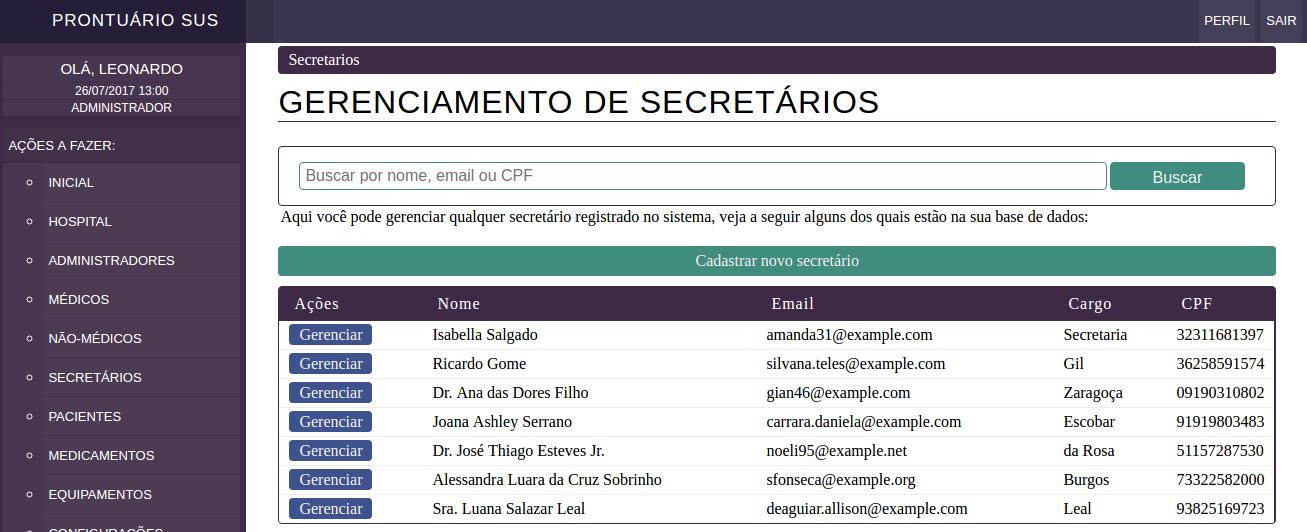 PRONTUÁRIO SUS
PERFIL SAIR
OLÁ, LEONARDO
26/07/2017 13:00
ADMINISTRADOR
AÇÕES A FAZER:
INICIAL
HOSPITAL
ADMINISTRADORES
MÉDICOS
NÃO-MÉDICOS
SECRETÁRIOS
PACIENTES
MEDICAMENTOS
EQUIPAMENTOS
CONFIGURAÇÕES
Secretarios
GERENCIAMENTO DE SECRETÁRIOS
Buscar por nome, email ou CPF Buscar
Aqui você pode gerenciar qualquer secretário registrado no sistema, veja a seguir alguns dos quais estão na sua base de dados:
Cadastrar novo secretário
Ações Nome Email Cargo CPF
Gerenciar Isabella Salgado amanda31@example.com Secretaria 32311681397
Gerenciar Ricardo Gome silvana.teles@example.com Gil 36258591574
Gerenciar Dr. Ana das Dores Filho gian46@example.com Zaragoça 09190310802
Gerenciar Joana Ashley Serrano carrara.daniela@example.com Escobar 91919803483
Gerenciar Dr. José Thiago Esteves Jr. noeli95@example.net da Rosa 51157287530
Gerenciar Alessandra Luara da Cruz Sobrinho sfonseca@example.org Burgos 73322582000
Gerenciar Sra. Luana Salazar Leal deaguiar.allison@example.com Leal 93825169723